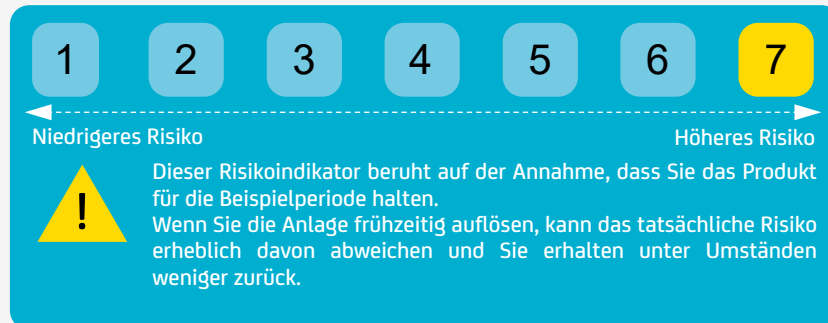 1 2 3 4 5 6 7
Niedrigeres Risiko Höheres Risiko
!
Dieser Risikoindikator beruht auf der Annahme, dass Sie das Produkt
für die Beispielperiode halten.
Wenn Sie die Anlage frühzeitig auflösen, kann das tatsächliche Risiko
erheblich davon abweichen und Sie erhalten unter Umständen
weniger zurück.